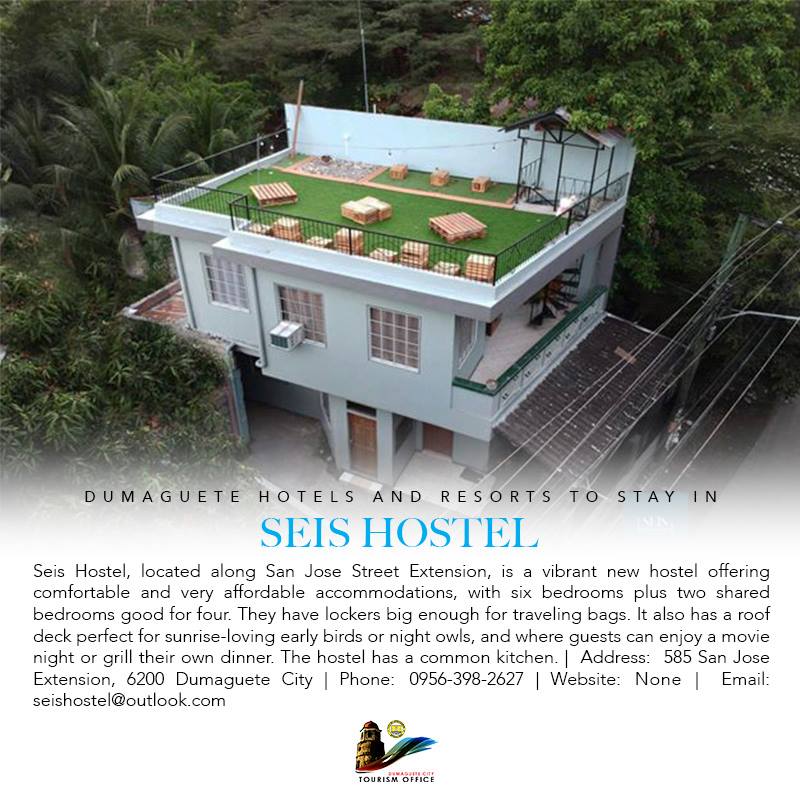 DUMAGUETE HOTELS AND RESORTS TO STAY IN
SEIS HOSTEL
Seis Hostel, located along San Jose Street Extension, is a vibrant new hostel offering
comfortable and very affordable accommodations, with six bedrooms plus two shared
bedrooms good for four. They have lockers big enough for traveling bags. It also has a roof
deck perfect for sunrise-loving early birds or night owls, and where guests can enjoy a movie
night or grill their own dinner. The hostel has a common kitchen. | Address: 585 San Jose
Extension, 6200 Dumaguete City | Phone: 0956-398-2627 | Website: None | Email:
seishostel@outlook.com
DUMAGUETE CITY
TOURISM OFFICE